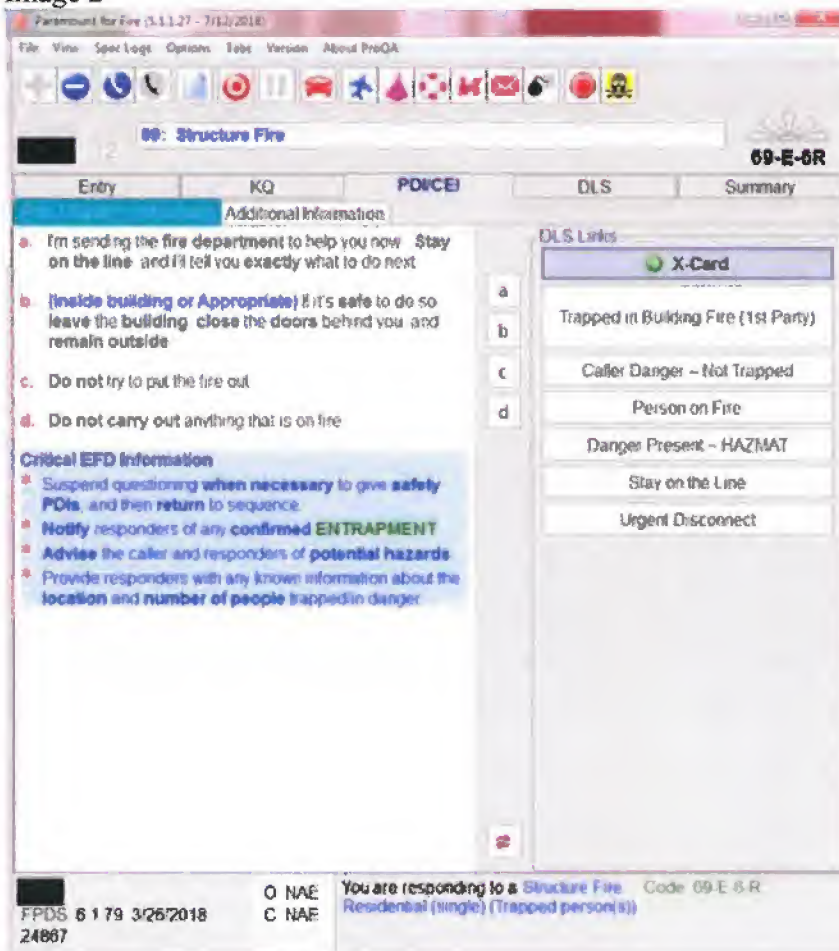 Image 2
Paramount for Fire (5.1.1.27 - 7/12/2018)
File View Spec Logs Options Tabs Version About ProQA
69: Structure Fire
69-E-6R
Entry KQ PDI/CEI DLS Summary
Additional Information
a. I'm sending the fire department to help you now. Stay
on the line and I'll tell you exactly what to do next.
b. (Inside building or Appropriate) If it's safe to do so
leave the building, close the doors behind you, and
remain outside.
c. Do not try to put the fire out.
d. Do not carry out anything that is on fire.
Critical EFD Information
* Suspend questioning when necessary to give safety
PDIs, and then return to sequence.
* Notify responders of any confirmed ENTRAPMENT
* Advise the caller and responders of potential hazards
* Provide responders with any known information about the
location and number of people trapped in danger.
a
b
c
d
DLS Links
X-Card
Trapped in Building Fire (1st Party)
Caller Danger – Not Trapped
Person on Fire
Danger Present – HAZMAT
Stay on the Line
Urgent Disconnect
FPDS 6 1 79 3/26/2018
24867
O NAE
C NAE
You are responding to a Structure Fire. Code: 69-E-6-R
Residential (single) (Trapped person(s))